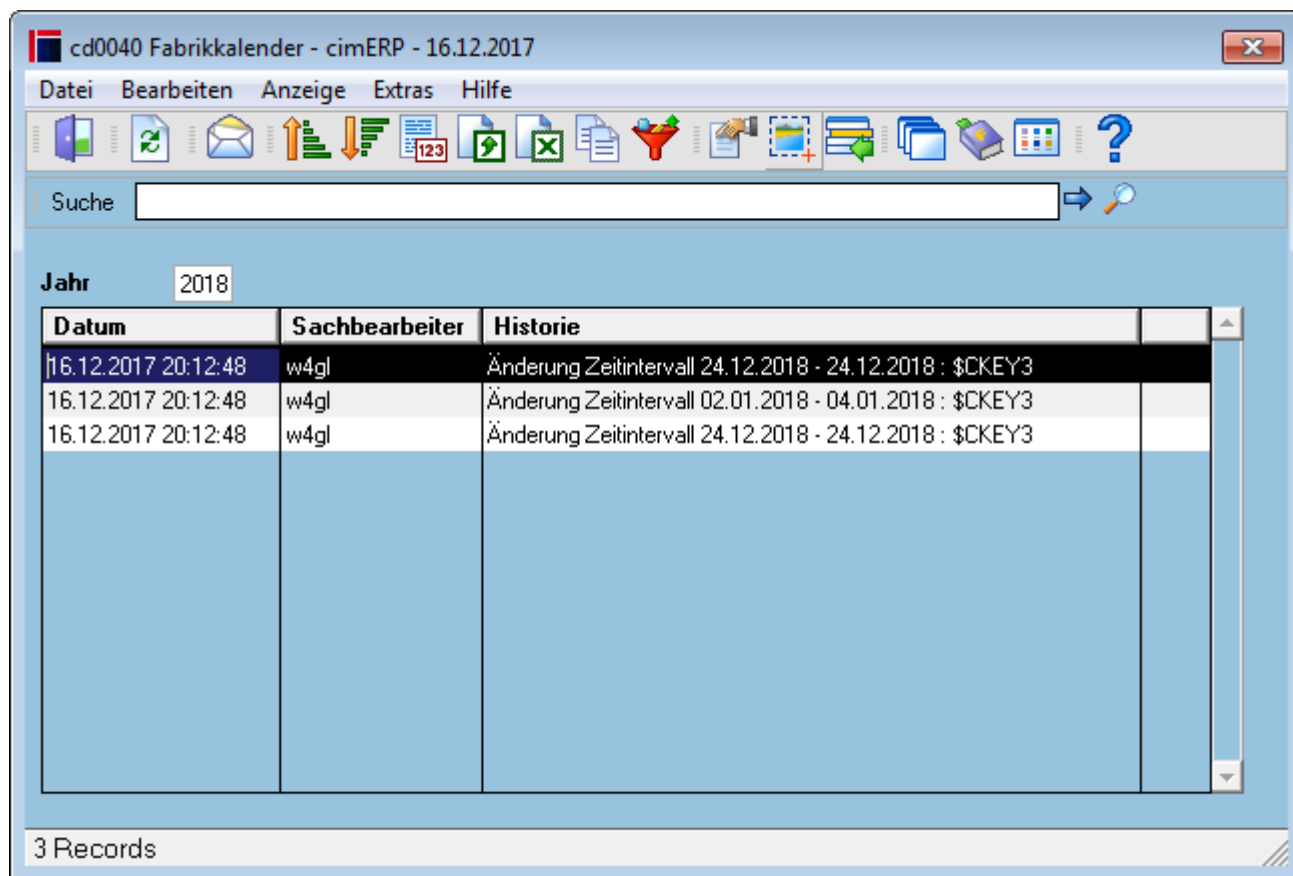 cd0040 Fabrikkalender - cimERP - 16.12.2017
Datei Bearbeiten Anzeige Extras Hilfe
123
Suche
Jahr 2018
Datum Sachbearbeiter Historie
16.12.2017 20:12:48 w4gl Änderung Zeitintervall 24.12.2018 - 24.12.2018 : $CKEY3
16.12.2017 20:12:48 w4gl Änderung Zeitintervall 02.01.2018 - 04.01.2018 : $CKEY3
16.12.2017 20:12:48 w4gl Änderung Zeitintervall 24.12.2018 - 24.12.2018 : $CKEY3
3 Records